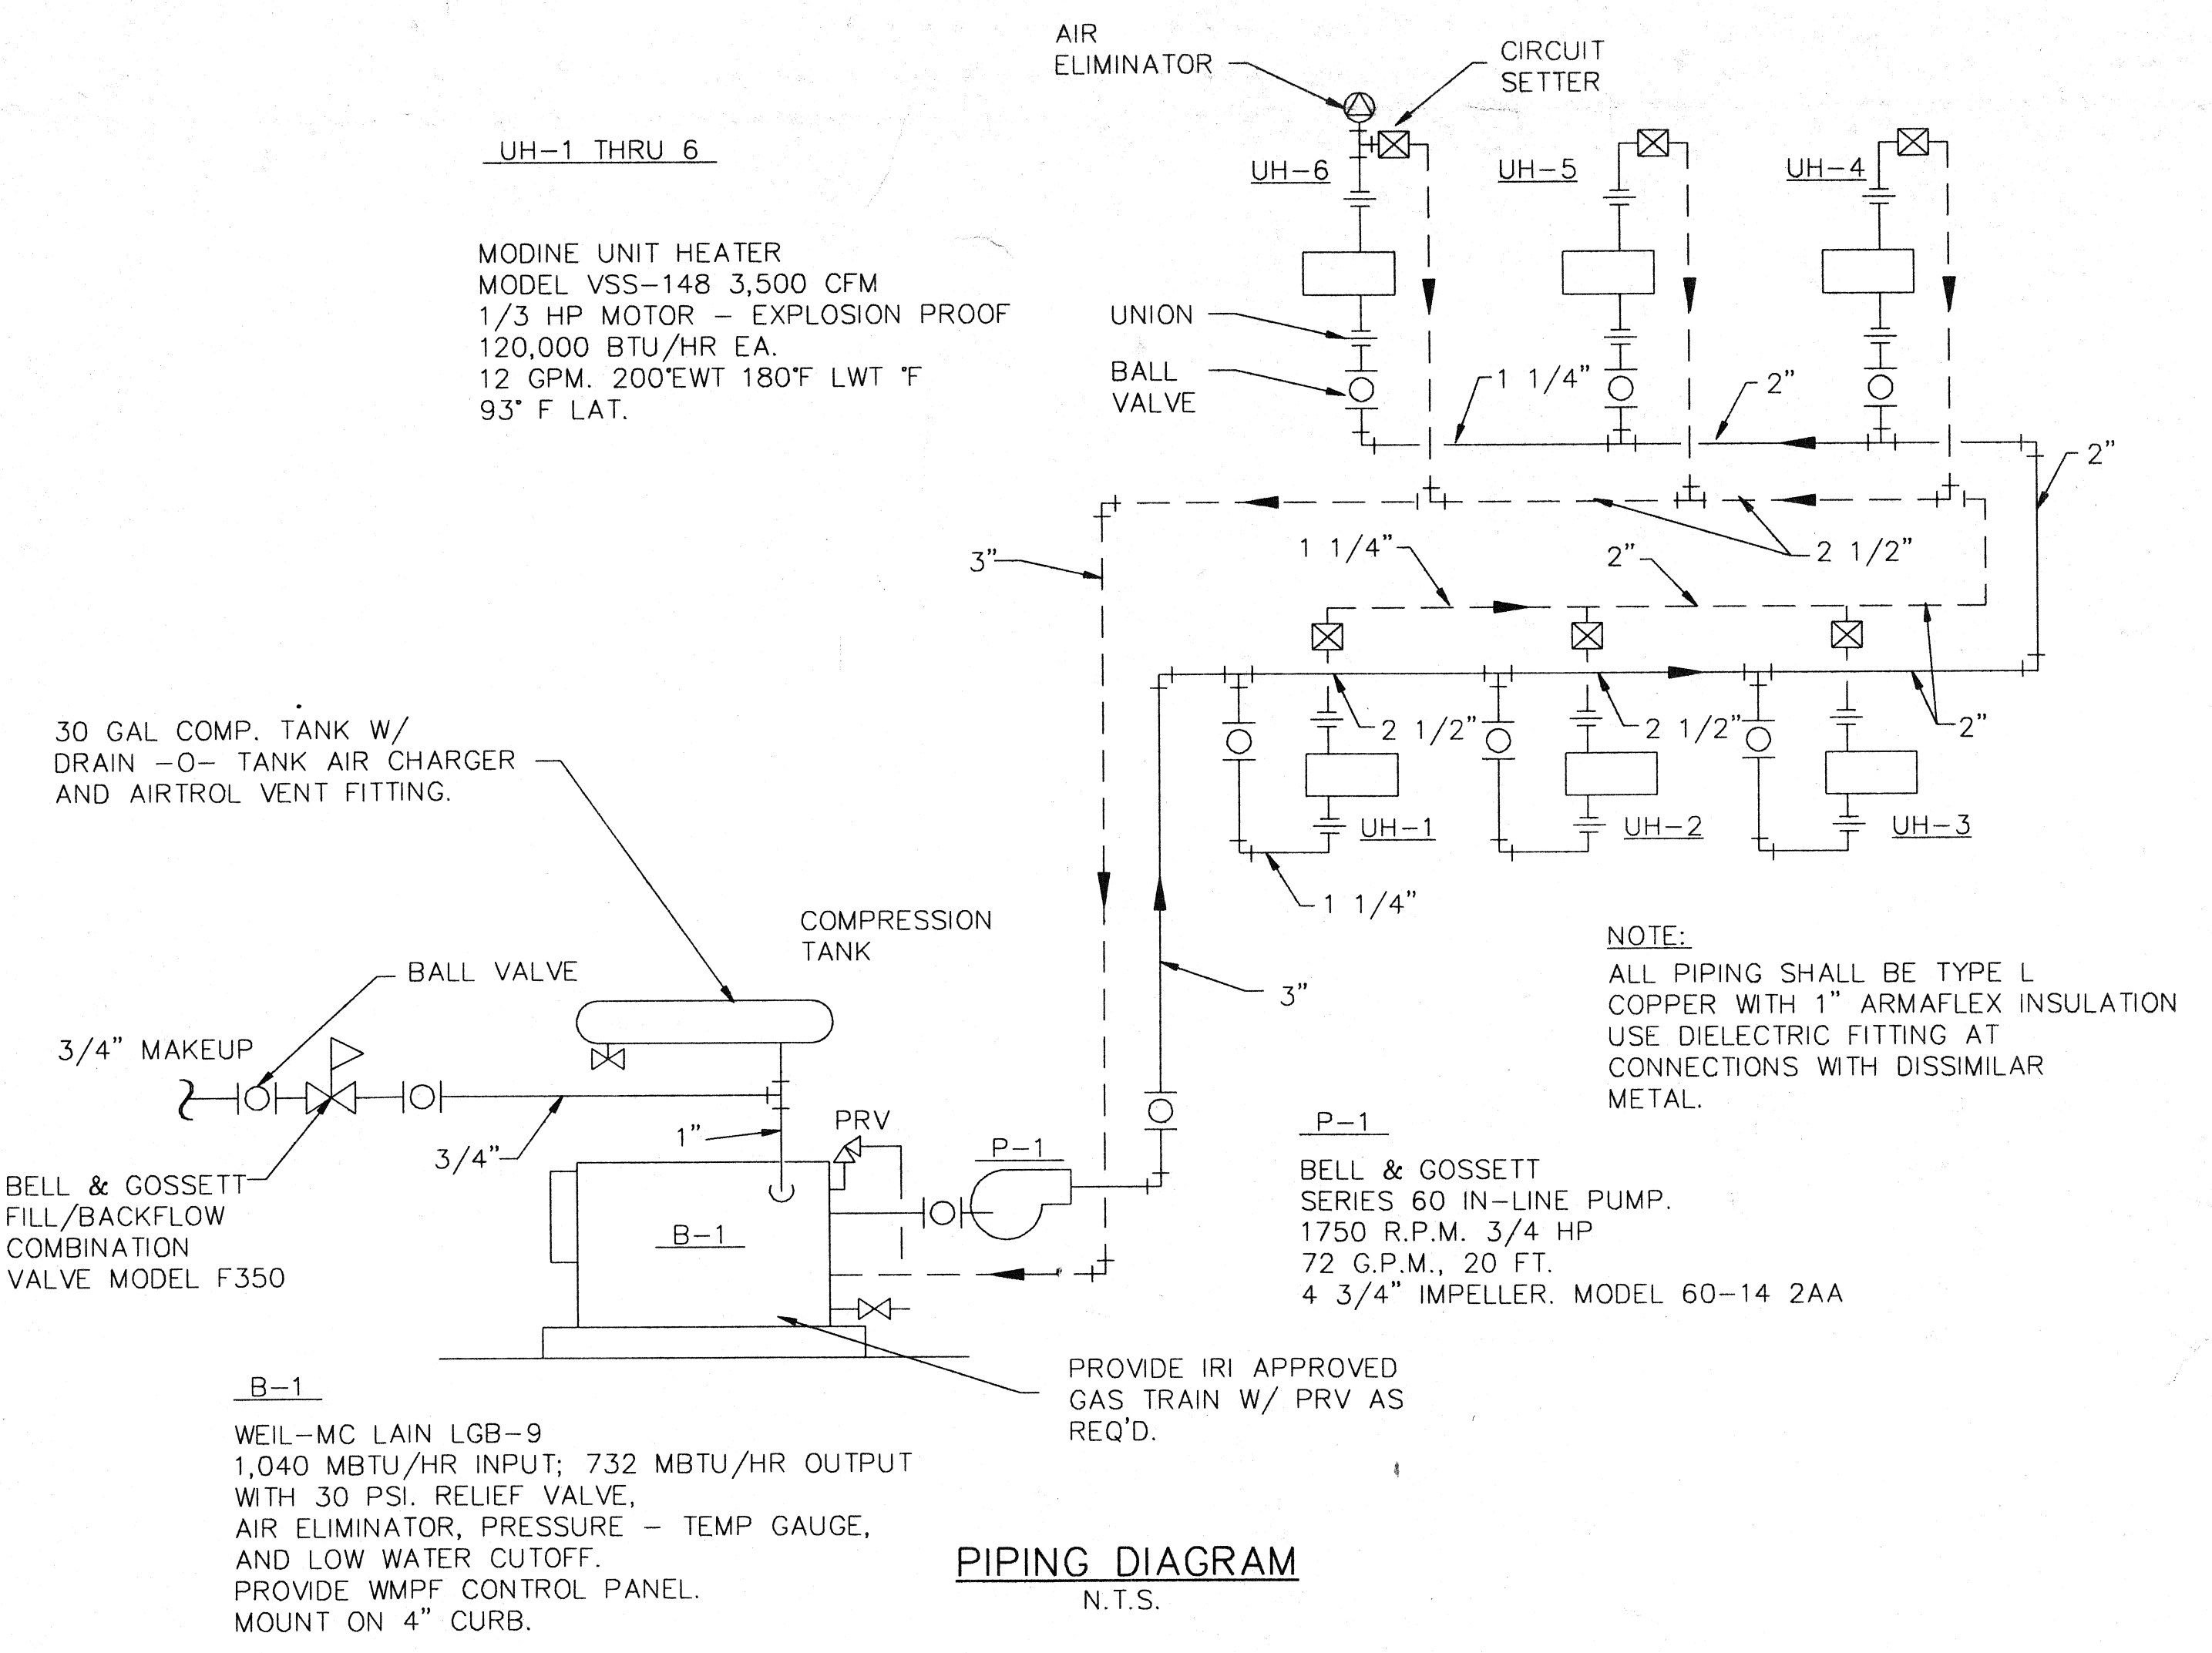 AIR
ELIMINATOR
CIRCUIT
SETTER
UH-1 THRU 6
UH-6
UH-5
UH-4
MODINE UNIT HEATER
MODEL VSS-148 3,500 CFM
1/3 HP MOTOR - EXPLOSION PROOF
120,000 BTU/HR EA.
12 GPM. 200°EWT 180°F LWT °F
93° F LAT.
UNION
BALL
VALVE
1 1/4"
2"
2"
3"
1 1/4"
2"
2 1/2"
2 1/2"
2 1/2"
2"
UH-1
UH-2
UH-3
1 1/4"
30 GAL COMP. TANK W/
DRAIN -O- TANK AIR CHARGER
AND AIRTROL VENT FITTING.
COMPRESSION
TANK
BALL VALVE
3"
NOTE:
ALL PIPING SHALL BE TYPE L
COPPER WITH 1" ARMAFLEX INSULATION
USE DIELECTRIC FITTING AT
CONNECTIONS WITH DISSIMILAR
METAL.
3/4" MAKEUP
1"
3/4"
PRV
P-1
B-1
BELL & GOSSETT
FILL/BACKFLOW
COMBINATION
VALVE MODEL F350
P-1
BELL & GOSSETT
SERIES 60 IN-LINE PUMP.
1750 R.P.M. 3/4 HP
72 G.P.M., 20 FT.
4 3/4" IMPELLER. MODEL 60-14 2AA
PROVIDE IRI APPROVED
GAS TRAIN W/ PRV AS
REQ'D.
B-1
WEIL-MC LAIN LGB-9
1,040 MBTU/HR INPUT; 732 MBTU/HR OUTPUT
WITH 30 PSI. RELIEF VALVE,
AIR ELIMINATOR, PRESSURE - TEMP GAUGE,
AND LOW WATER CUTOFF.
PROVIDE WMPF CONTROL PANEL.
MOUNT ON 4" CURB.
PIPING DIAGRAM
N.T.S.